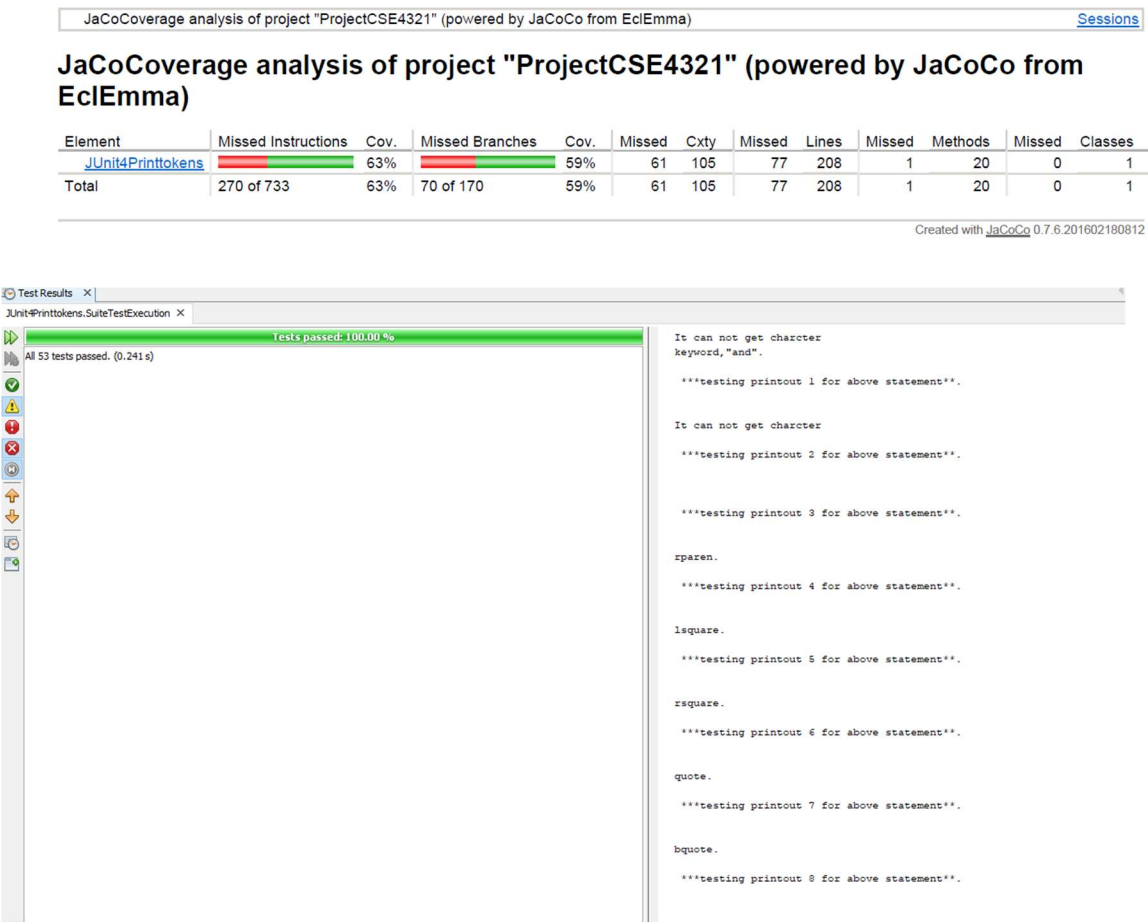 JaCoCoverage analysis of project "ProjectCSE4321" (powered by JaCoCo from EclEmma) Sessions
JaCoCoverage analysis of project "ProjectCSE4321" (powered by JaCoCo from
EclEmma)
Element Missed Instructions Cov. Missed Branches Cov. Missed Cxty Missed Lines Missed Methods Missed Classes
JUnit4Printtokens 63% 59% 61 105 77 208 1 20 0 1
Total 270 of 733 63% 70 of 170 59% 61 105 77 208 1 20 0 1
Created with JaCoCo 0.7.6.201602180812
Test Results
JUnit4Printtokens.SuiteTestExecution
Tests passed: 100.00 %
All 53 tests passed. (0.241 s)
It can not get charcter
keyword,"and".
***testing printout 1 for above statement**.
It can not get charcter
***testing printout 2 for above statement**.
***testing printout 3 for above statement**.
rparen.
***testing printout 4 for above statement**.
lsquare.
***testing printout 5 for above statement**.
rsquare.
***testing printout 6 for above statement**.
quote.
***testing printout 7 for above statement**.
bquote.
***testing printout 8 for above statement**.